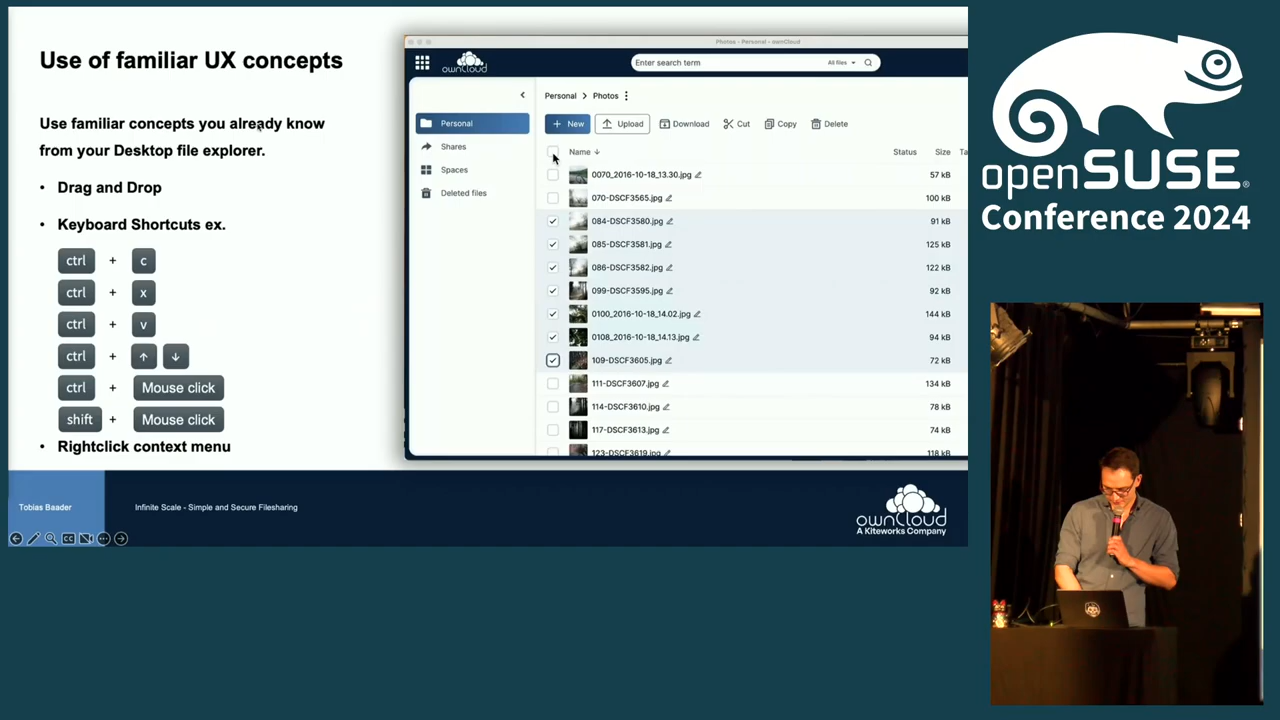 Use of familiar UX concepts
Use familiar concepts you already know
from your Desktop file explorer.
• Drag and Drop
• Keyboard Shortcuts ex.
ctrl + c
ctrl + x
ctrl + v
ctrl + ↑ ↓
ctrl + Mouse click
shift + Mouse click
• Rightclick context menu
Photos - Personal - ownCloud
ownCloud
Enter search term
All files
Personal
Shares
Spaces
Deleted files
Personal > Photos
+ New
Upload
Download
Cut
Copy
Delete
Name ↓ Status Size Ta
0070_2016-10-18_13.30.jpg 57 kB
070-DSCF3565.jpg 100 kB
084-DSCF3580.jpg 91 kB
085-DSCF3581.jpg 125 kB
086-DSCF3582.jpg 122 kB
099-DSCF3595.jpg 92 kB
0100_2016-10-18_14.02.jpg 144 kB
0108_2016-10-18_14.13.jpg 94 kB
109-DSCF3605.jpg 72 kB
111-DSCF3607.jpg 134 kB
114-DSCF3610.jpg 78 kB
117-DSCF3613.jpg 74 kB
123-DSCF3619.jpg 118 kB
Tobias Baader
Infinite Scale - Simple and Secure Filesharing
ownCloud
A Kiteworks Company
CC
openSUSE®
Conference 2024